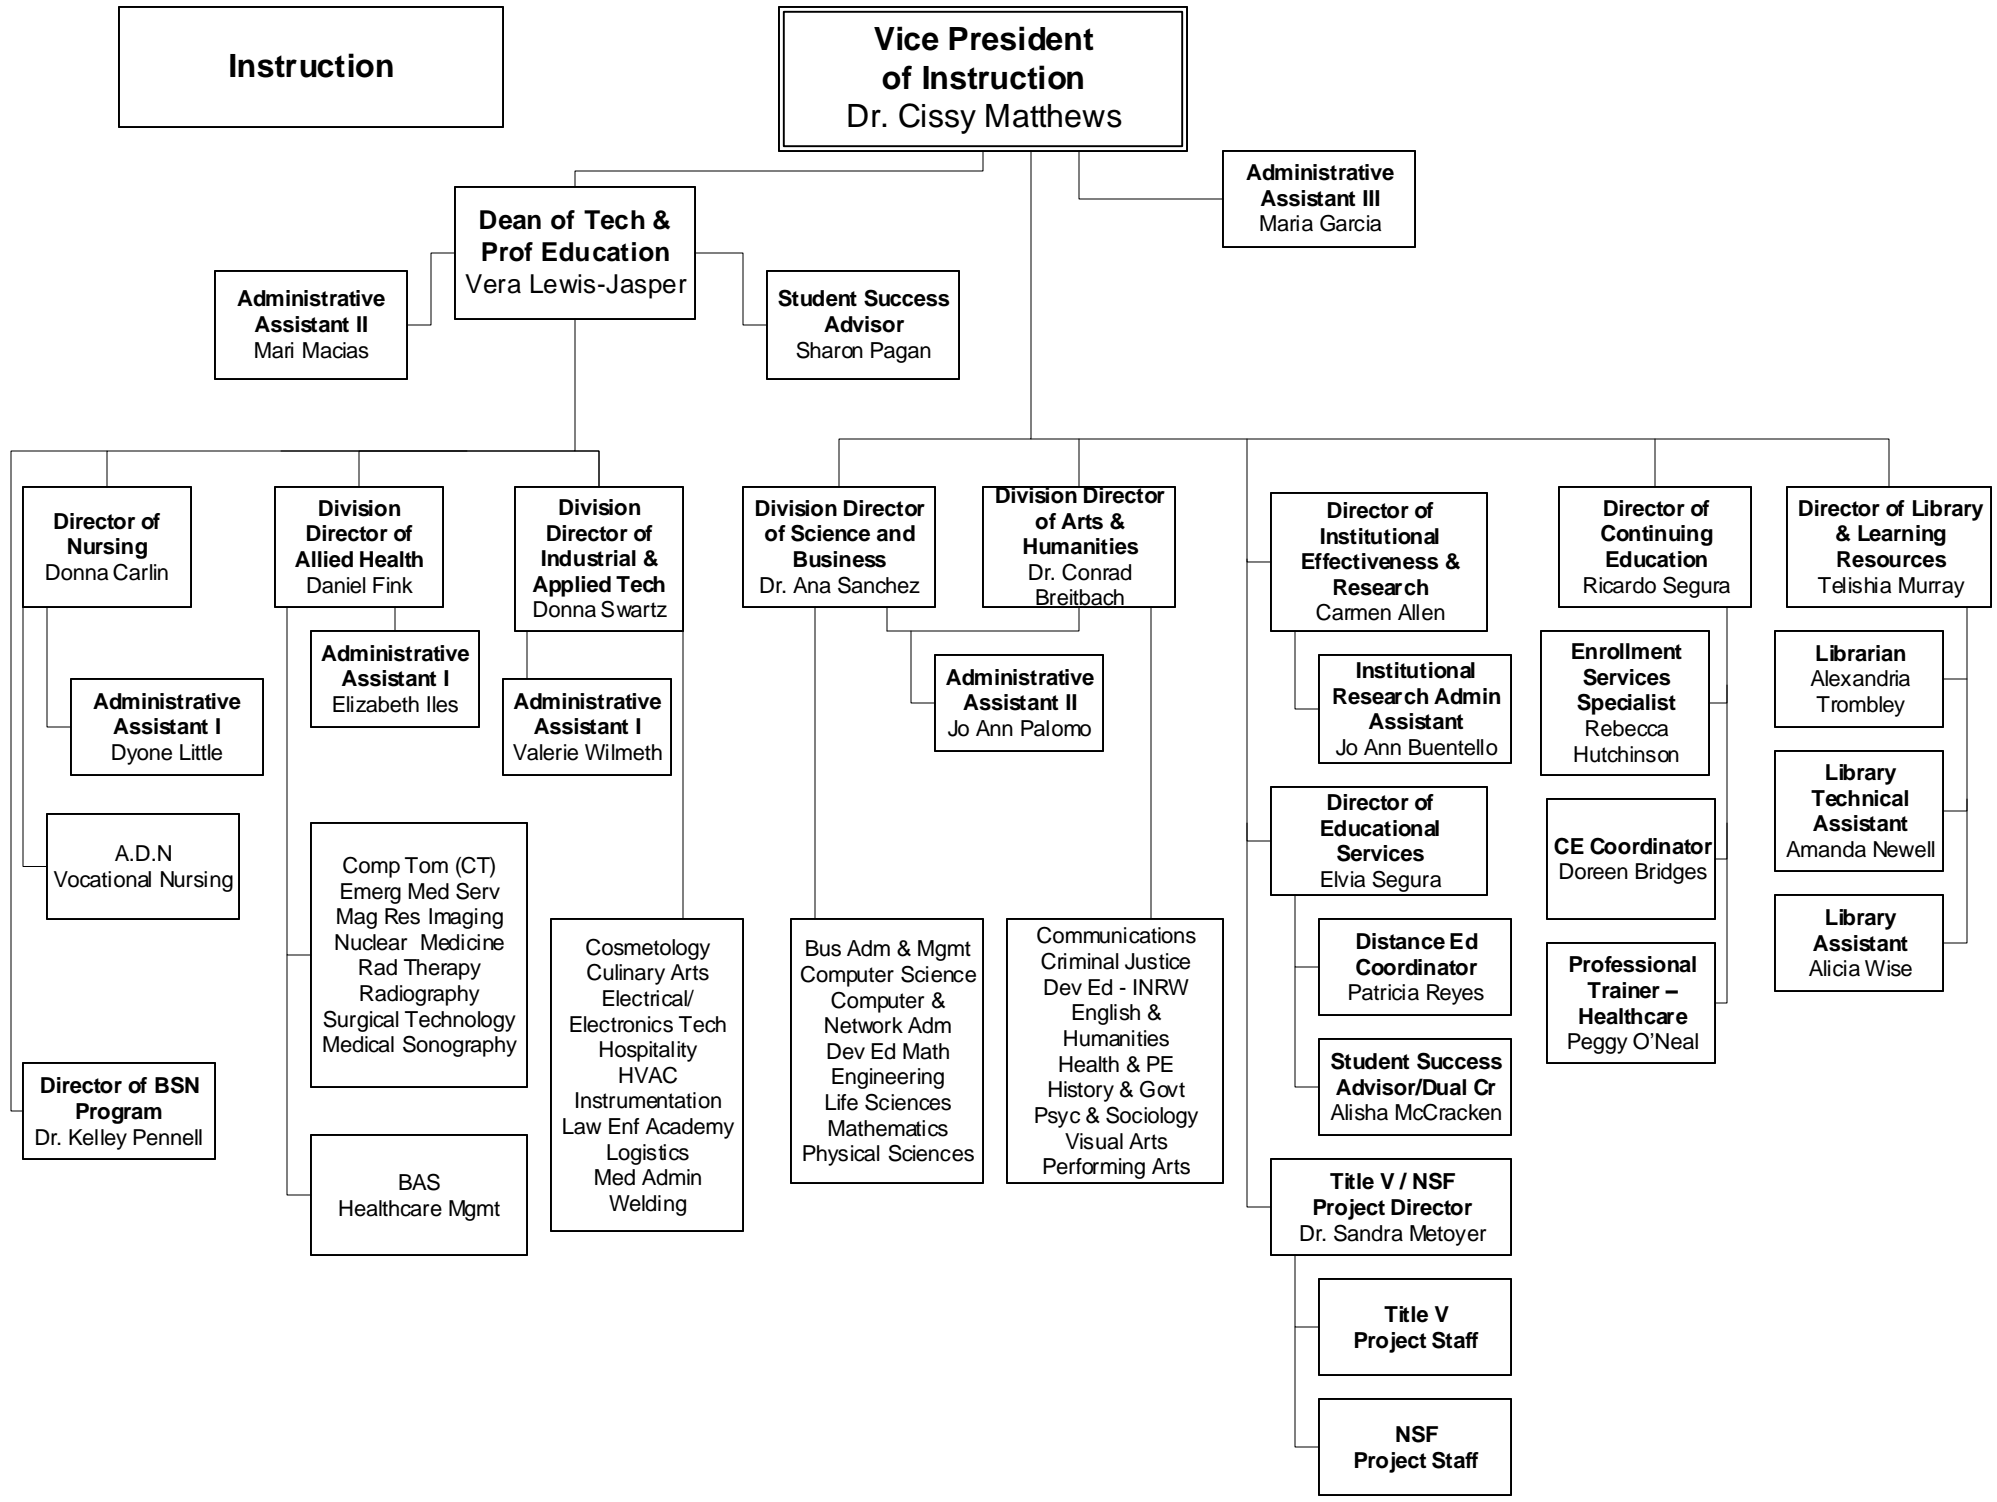 Instruction
Vice President
of Instruction
Dr. Cissy Matthews
Administrative
Assistant III
Maria Garcia
Dean of Tech &
Prof Education
Vera Lewis-Jasper
Administrative
Assistant II
Mari Macias
Student Success
Advisor
Sharon Pagan
Director of
Nursing
Donna Carlin
Administrative
Assistant I
Dyone Little
A.D.N
Vocational Nursing
Director of BSN
Program
Dr. Kelley Pennell
Division
Director of
Allied Health
Daniel Fink
Administrative
Assistant I
Elizabeth Iles
Comp Tom (CT)
Emerg Med Serv
Mag Res Imaging
Nuclear Medicine
Rad Therapy
Radiography
Surgical Technology
Medical Sonography
BAS
Healthcare Mgmt
Division
Director of
Industrial &
Applied Tech
Donna Swartz
Administrative
Assistant I
Valerie Wilmeth
Cosmetology
Culinary Arts
Electrical/
Electronics Tech
Hospitality
HVAC
Instrumentation
Law Enf Academy
Logistics
Med Admin
Welding
Division Director
of Science and
Business
Dr. Ana Sanchez
Division Director
of Arts &
Humanities
Dr. Conrad
Breitbach
Administrative
Assistant II
Jo Ann Palomo
Bus Adm & Mgmt
Computer Science
Computer &
Network Adm
Dev Ed Math
Engineering
Life Sciences
Mathematics
Physical Sciences
Communications
Criminal Justice
Dev Ed - INRW
English &
Humanities
Health & PE
History & Govt
Psyc & Sociology
Visual Arts
Performing Arts
Director of
Institutional
Effectiveness &
Research
Carmen Allen
Institutional
Research Admin
Assistant
Jo Ann Buentello
Director of
Educational
Services
Elvia Segura
Distance Ed
Coordinator
Patricia Reyes
Student Success
Advisor/Dual Cr
Alisha McCracken
Title V / NSF
Project Director
Dr. Sandra Metoyer
Title V
Project Staff
NSF
Project Staff
Director of
Continuing
Education
Ricardo Segura
Enrollment
Services
Specialist
Rebecca
Hutchinson
CE Coordinator
Doreen Bridges
Professional
Trainer –
Healthcare
Peggy O’Neal
Director of Library
& Learning
Resources
Telishia Murray
Librarian
Alexandria
Trombley
Library
Technical
Assistant
Amanda Newell
Library
Assistant
Alicia Wise